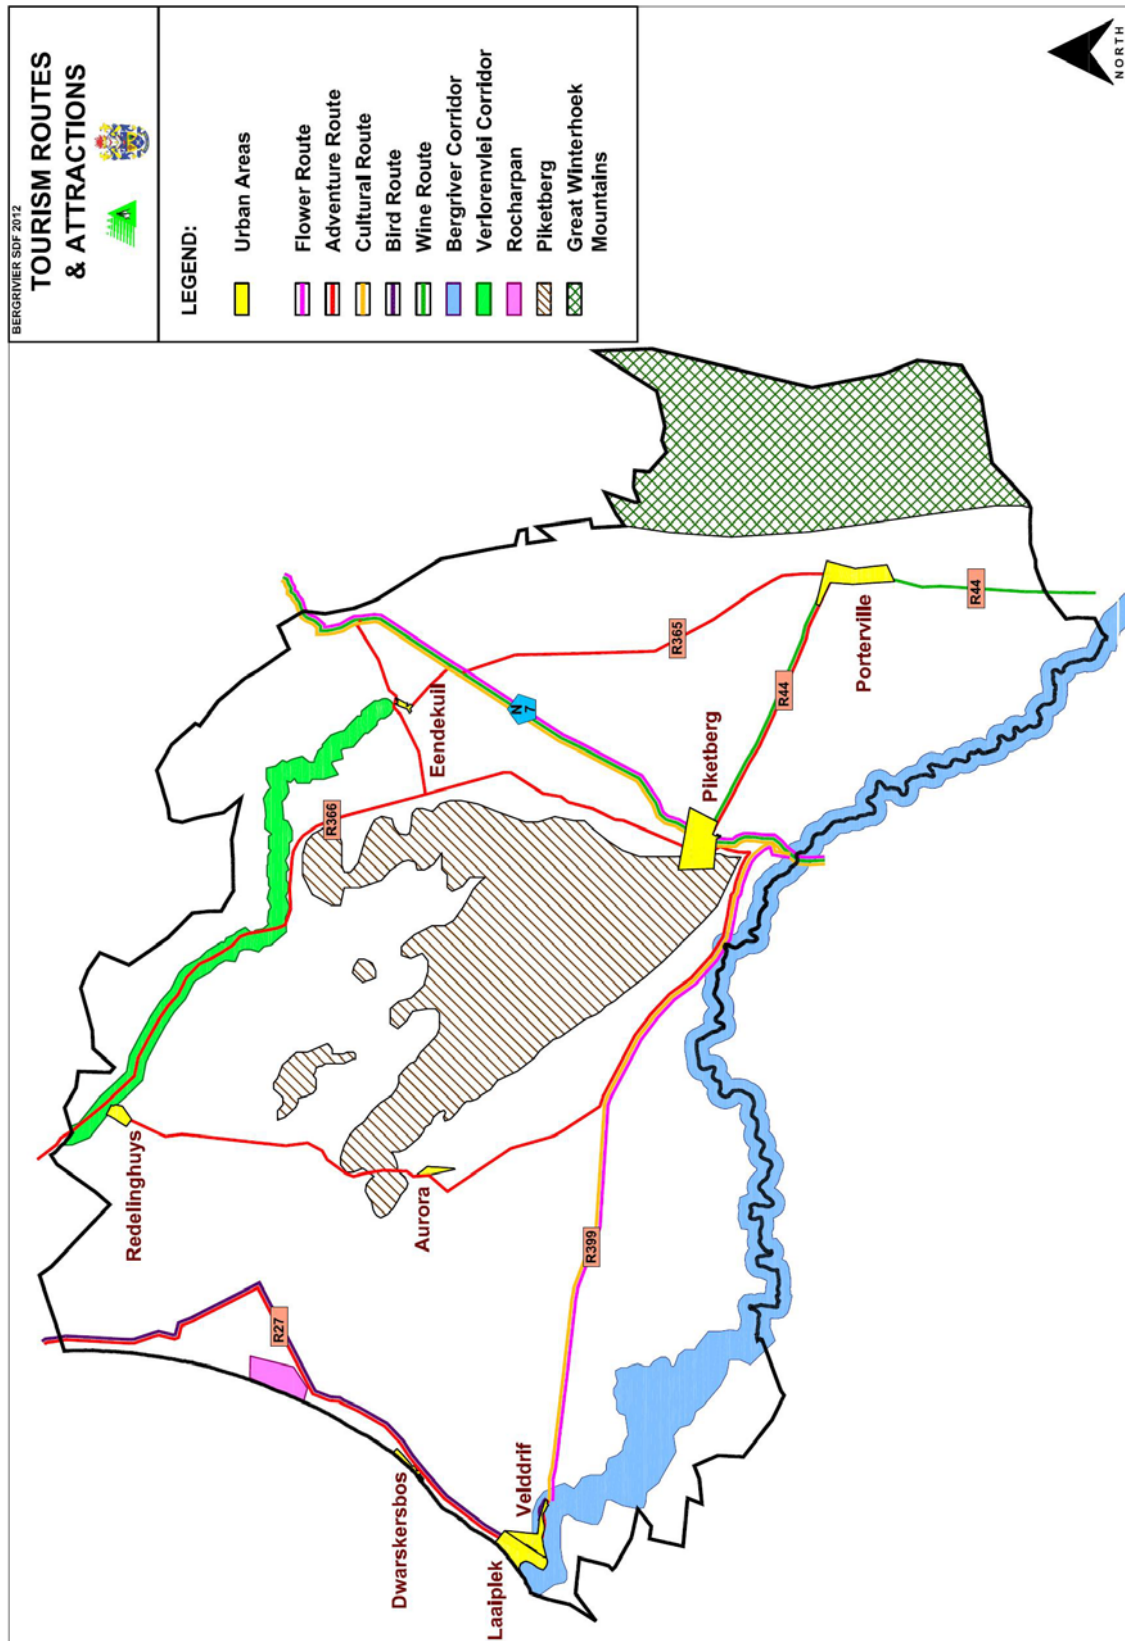 BERGRIVIER SDF 2012
TOURISM ROUTES
& ATTRACTIONS
LEGEND:
Urban Areas
Flower Route
Adventure Route
Cultural Route
Bird Route
Wine Route
Bergriver Corridor
Verlorenvlei Corridor
Rocharpan
Piketberg
Great Winterhoek
Mountains
NORTH
Redelinghuys
Aurora
Dwarskersbos
Laaiplek
Velddrif
Eendekuil
Piketberg
Porterville
R27
R399
R366
N
7
R365
R44
R44